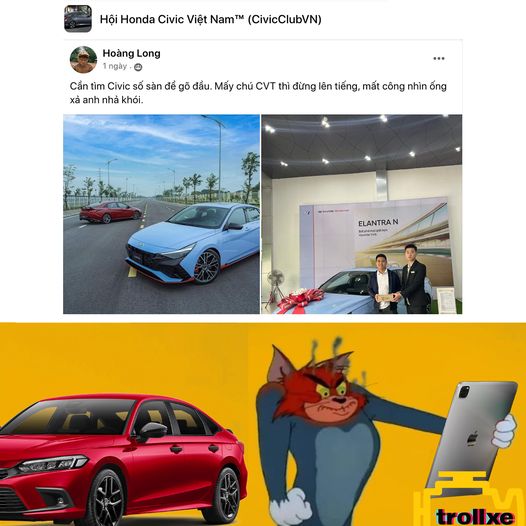 Hội Honda Civic Việt Nam™ (CivicClubVN)
Hoàng Long
1 ngày ·
Cần tìm Civic số sàn để gõ đầu. Mấy chú CVT thì đừng lên tiếng, mất công nhìn ống
xả anh nhả khói.
ELANTRA N
trollxe